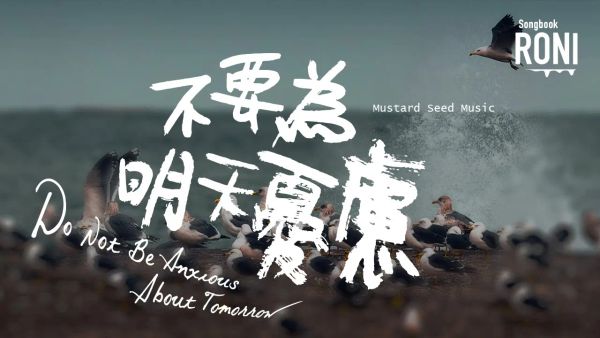 Songbook
RONI
不要為
Mustard Seed Music
明天憂慮
Do Not Be Anxious
About Tomorrow